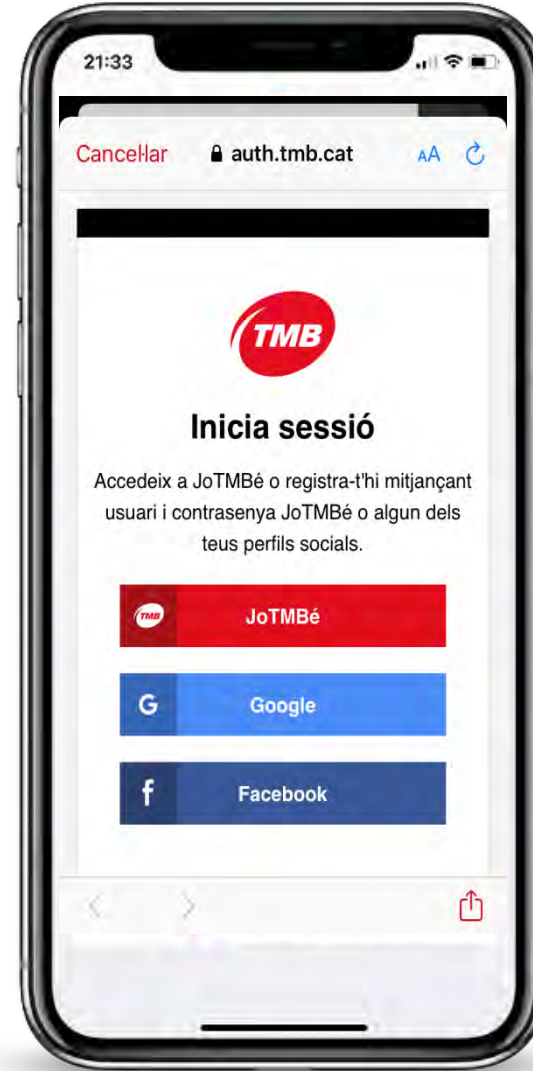 21:33
Cancel·lar auth.tmb.cat AA
TMB
Inicia sessió
Accedeix a JoTMBé o registra-t'hi mitjançant
usuari i contrasenya JoTMBé o algun dels
teus perfils socials.
TMB JoTMBé
G Google
f Facebook